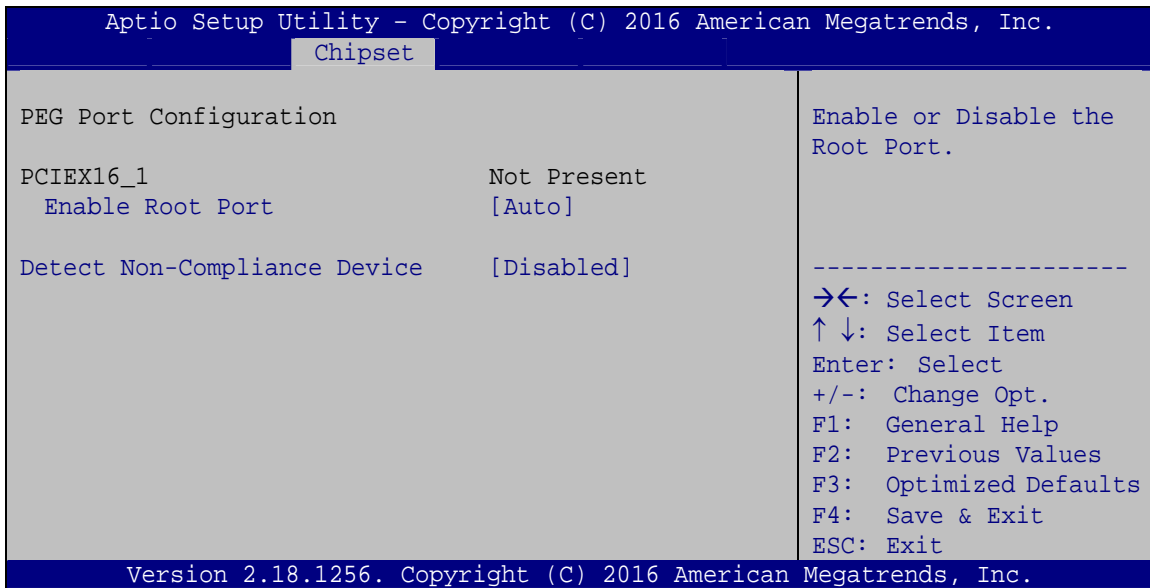 Aptio Setup Utility – Copyright (C) 2016 American Megatrends, Inc.
Chipset
PEG Port Configuration
PCIEX16_1 Not Present
Enable Root Port [Auto]
Detect Non-Compliance Device [Disabled]
Enable or Disable the
Root Port.
----------------------
→←: Select Screen
↑ ↓: Select Item
Enter: Select
+/-: Change Opt.
F1: General Help
F2: Previous Values
F3: Optimized Defaults
F4: Save & Exit
ESC: Exit
Version 2.18.1256. Copyright (C) 2016 American Megatrends, Inc.